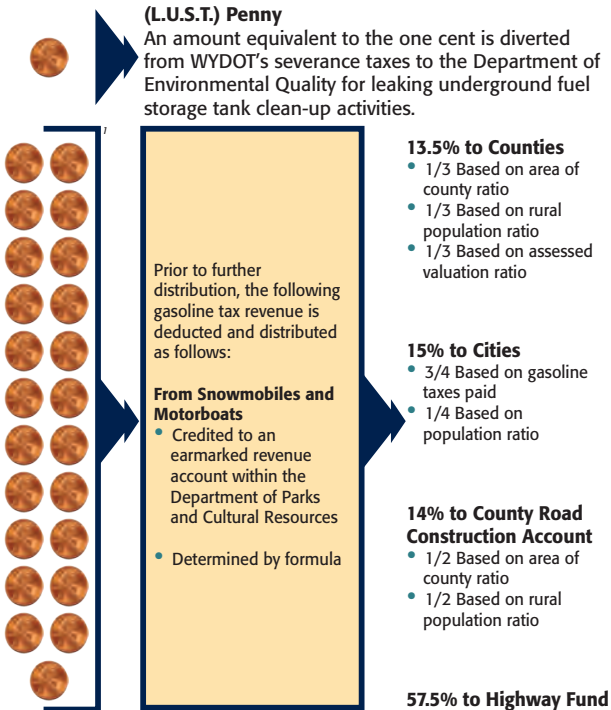 (L.U.S.T.) Penny
An amount equivalent to the one cent is diverted
from WYDOT's severance taxes to the Department of
Environmental Quality for leaking underground fuel
storage tank clean-up activities.
1
Prior to further
distribution, the following
gasoline tax revenue is
deducted and distributed
as follows:
From Snowmobiles and
Motorboats
• Credited to an
earmarked revenue
account within the
Department of Parks
and Cultural Resources
• Determined by formula
13.5% to Counties
• 1/3 Based on area of
county ratio
• 1/3 Based on rural
population ratio
• 1/3 Based on assessed
valuation ratio
15% to Cities
• 3/4 Based on gasoline
taxes paid
• 1/4 Based on
population ratio
14% to County Road
Construction Account
• 1/2 Based on area of
county ratio
• 1/2 Based on rural
population ratio
57.5% to Highway Fund